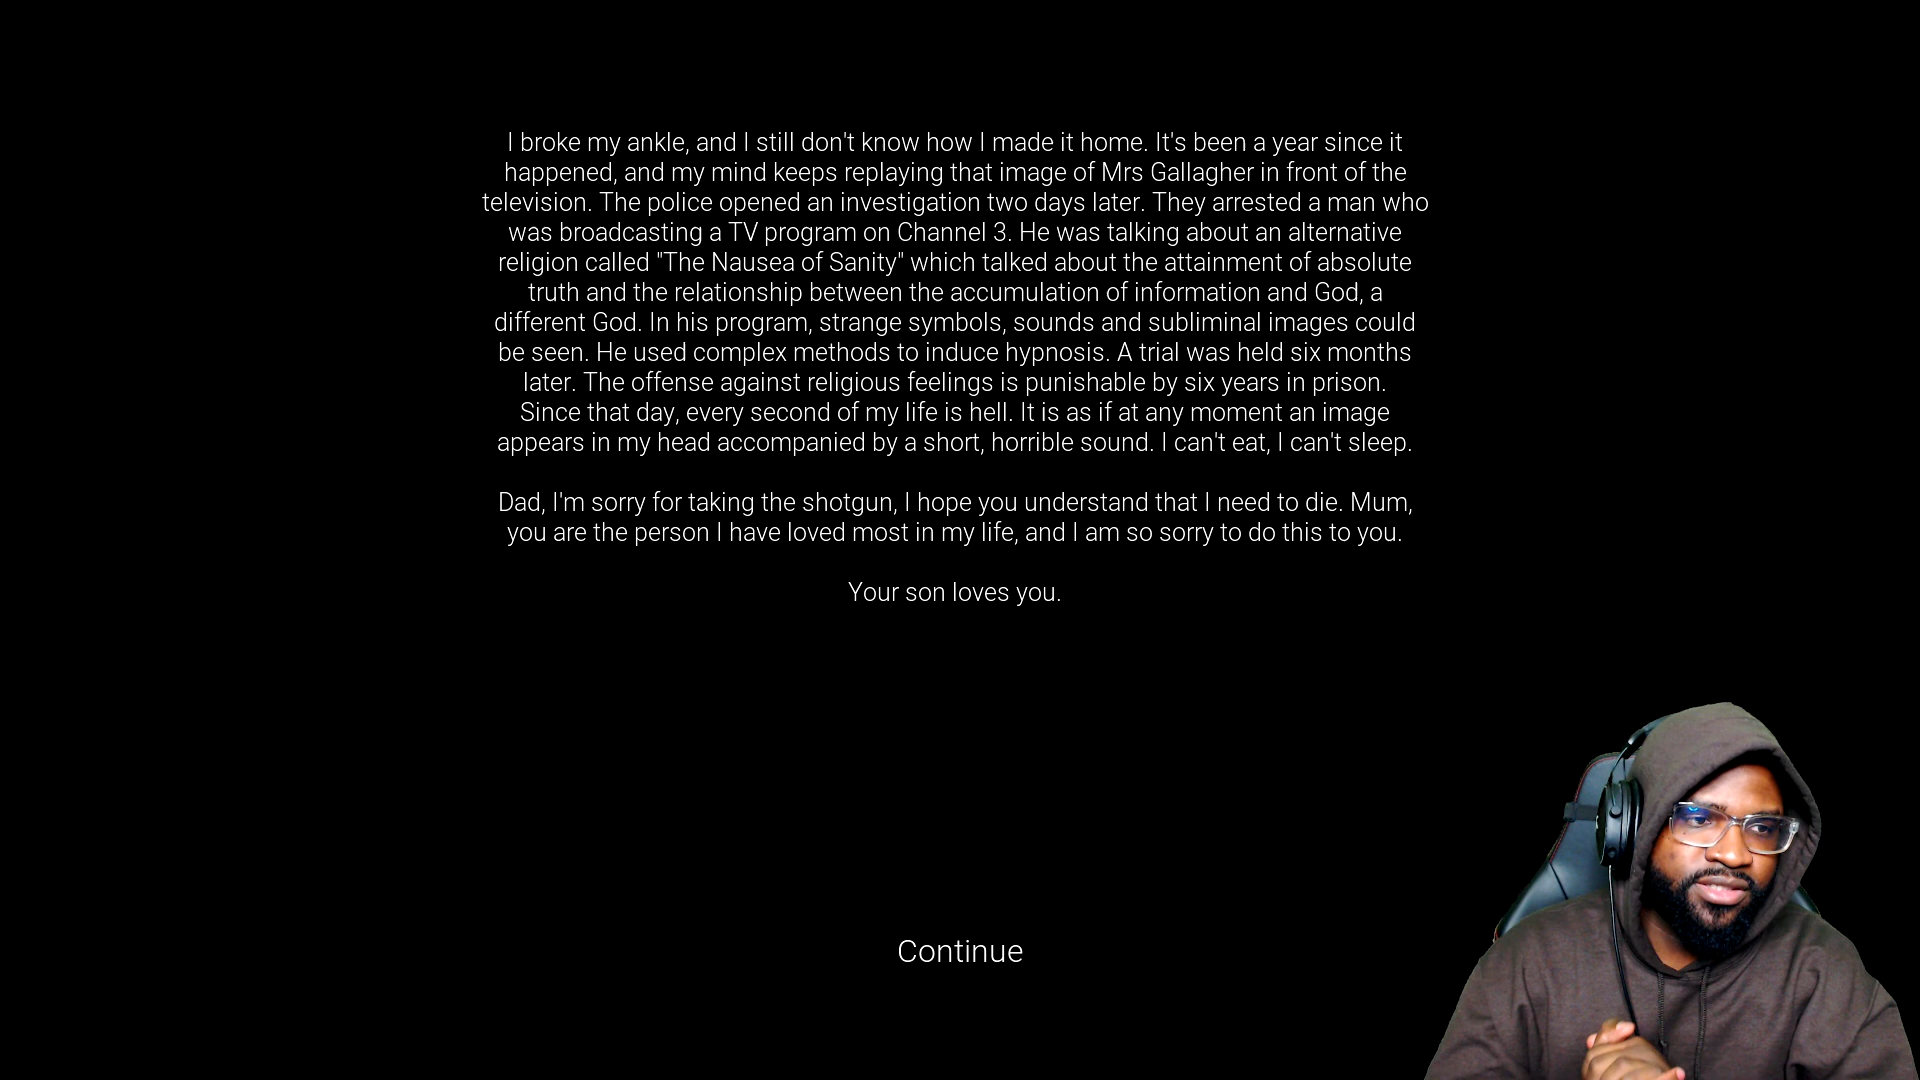 I broke my ankle, and I still don't know how I made it home. It's been a year since it
happened, and my mind keeps replaying that image of Mrs Gallagher in front of the
television. The police opened an investigation two days later. They arrested a man who
was broadcasting a TV program on Channel 3. He was talking about an alternative
religion called "The Nausea of Sanity" which talked about the attainment of absolute
truth and the relationship between the accumulation of information and God, a
different God. In his program, strange symbols, sounds and subliminal images could
be seen. He used complex methods to induce hypnosis. A trial was held six months
later. The offense against religious feelings is punishable by six years in prison.
Since that day, every second of my life is hell. It is as if at any moment an image
appears in my head accompanied by a short, horrible sound. I can't eat, I can't sleep.
Dad, I'm sorry for taking the shotgun, I hope you understand that I need to die. Mum,
you are the person I have loved most in my life, and I am so sorry to do this to you.
Your son loves you.
Continue